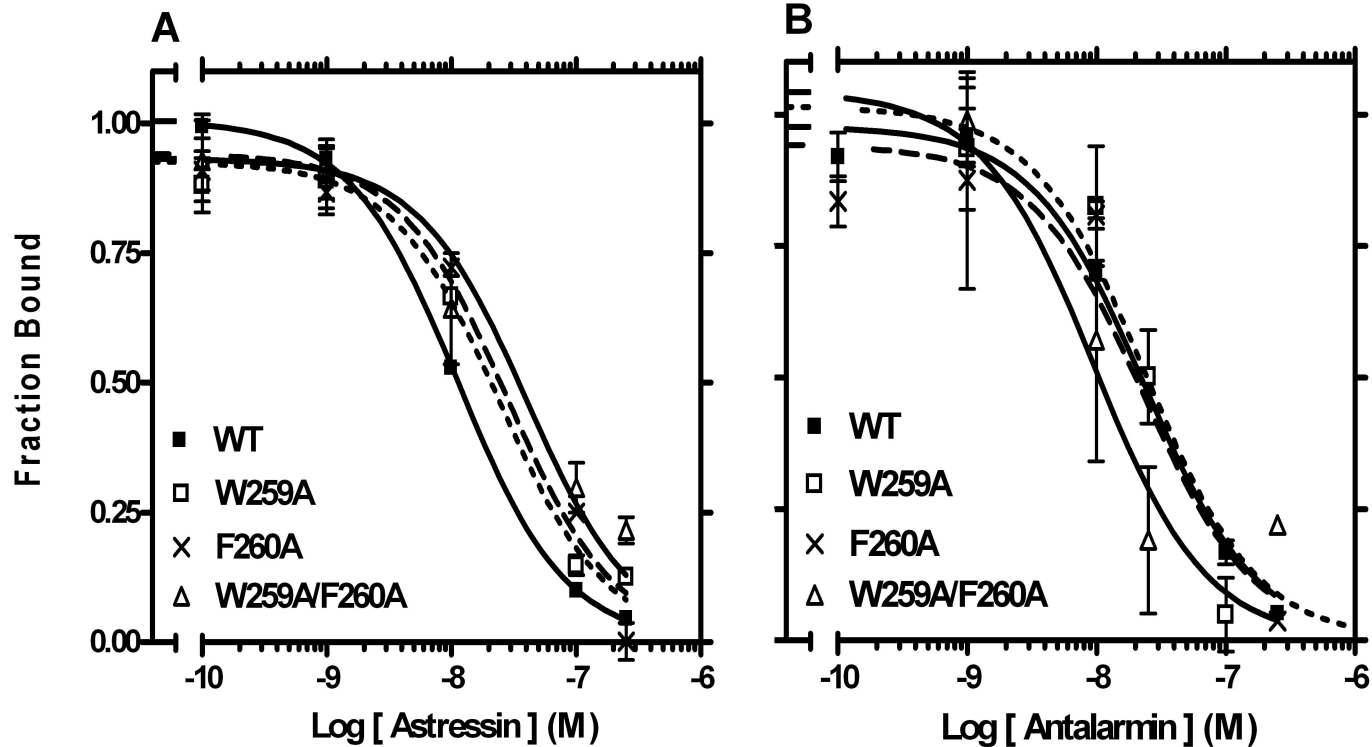 A
B
1.00
0.75
0.50
0.25
0.00
Fraction Bound
WT
W259A
F260A
W259A/F260A
WT
W259A
F260A
W259A/F260A
-10 -9 -8 -7 -6
-10 -9 -8 -7 -6
Log [ Astressin ] (M)
Log [ Antalarmin ] (M)